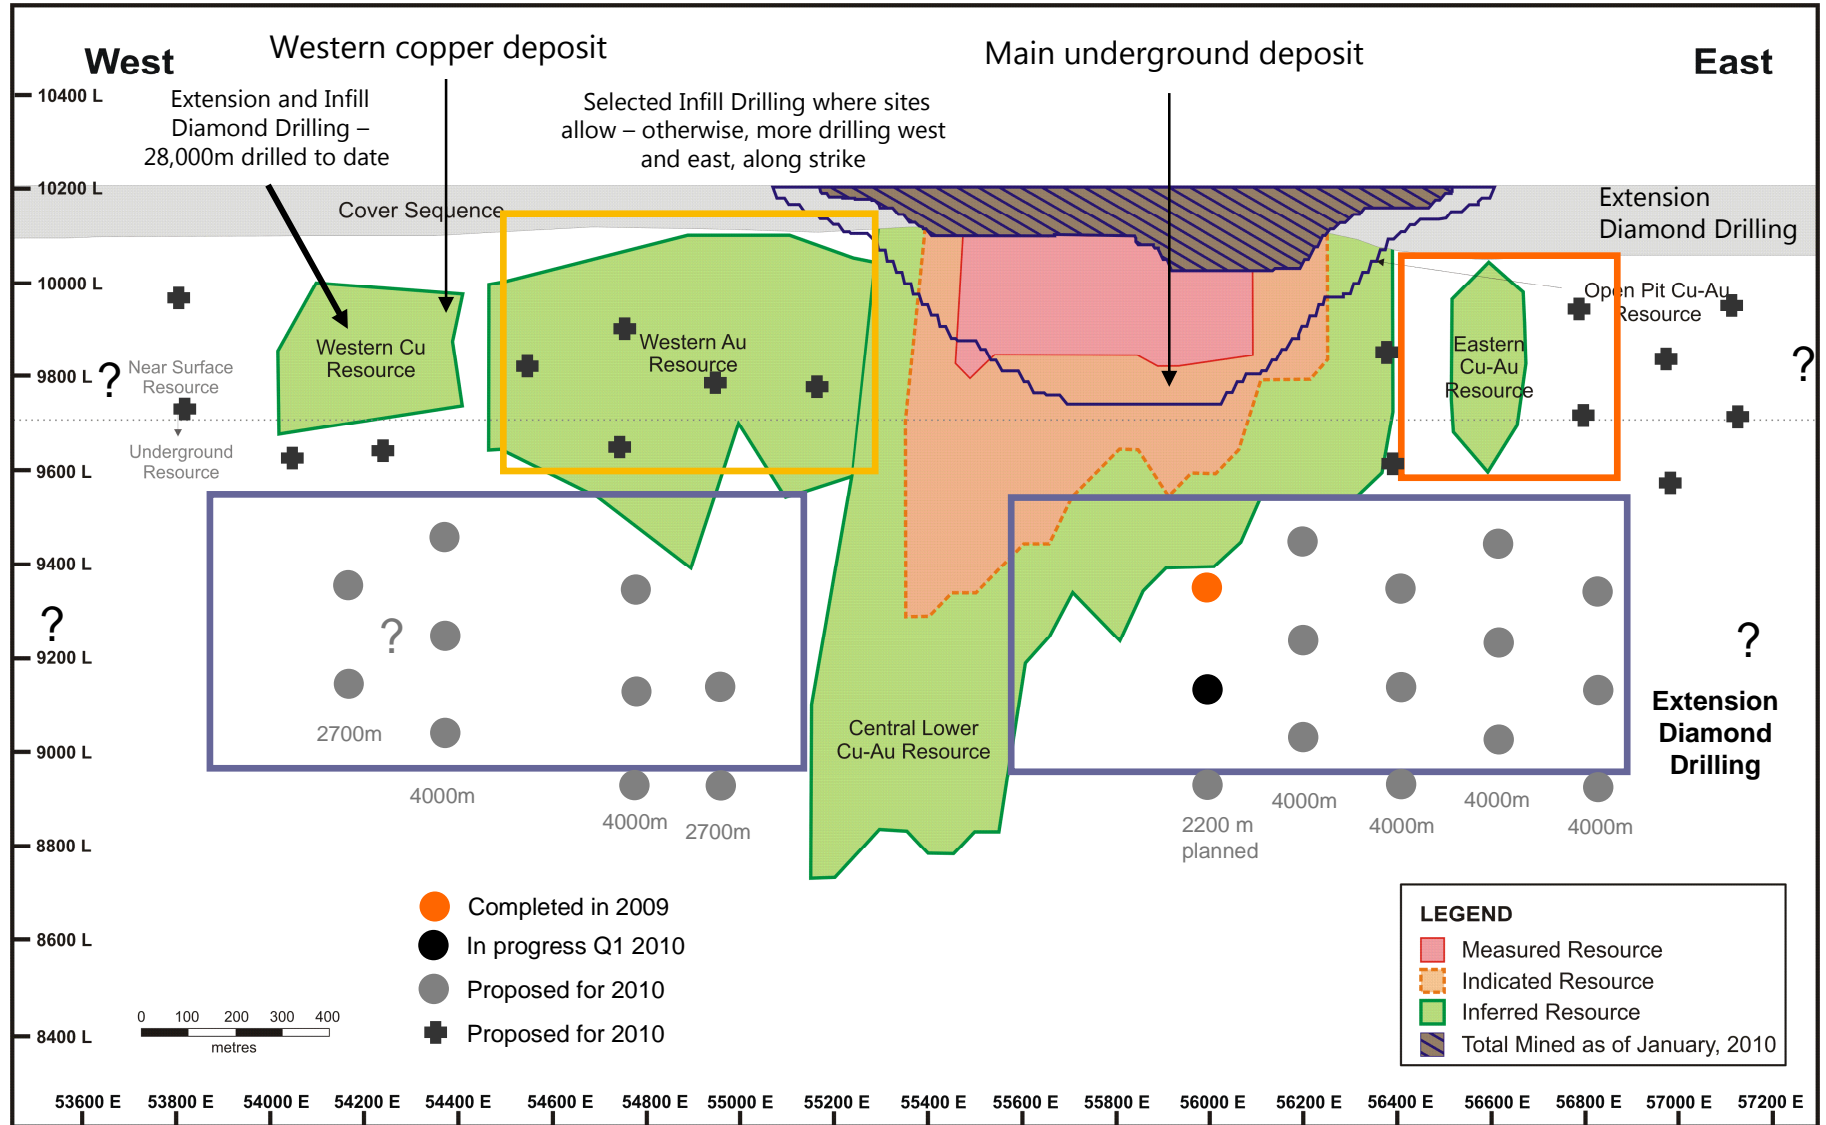 West
Western copper deposit
Main underground deposit
East
10400 L
Extension and Infill
Diamond Drilling –
28,000m drilled to date
Selected Infill Drilling where sites
allow – otherwise, more drilling west
and east, along strike
10200 L
Cover Sequence
Extension
Diamond Drilling
10000 L
Open Pit Cu-Au
Resource
Western Cu
Resource
Western Au
Resource
Eastern
Cu-Au
Resource
9800 L
?
Near Surface
Resource
?
Underground
Resource
9600 L
9400 L
?
?
?
9200 L
2700m
Central Lower
Cu-Au Resource
Extension
Diamond
Drilling
9000 L
4000m
4000m
2700m
2200 m
planned
4000m
4000m
4000m
4000m
8800 L
Completed in 2009
In progress Q1 2010
Proposed for 2010
Proposed for 2010
8600 L
8400 L
0 100 200 300 400
metres
LEGEND
Measured Resource
Indicated Resource
Inferred Resource
Total Mined as of January, 2010
53600 E 53800 E 54000 E 54200 E 54400 E 54600 E 54800 E 55000 E 55200 E 55400 E 55600 E 55800 E 56000 E 56200 E 56400 E 56600 E 56800 E 57000 E 57200 E